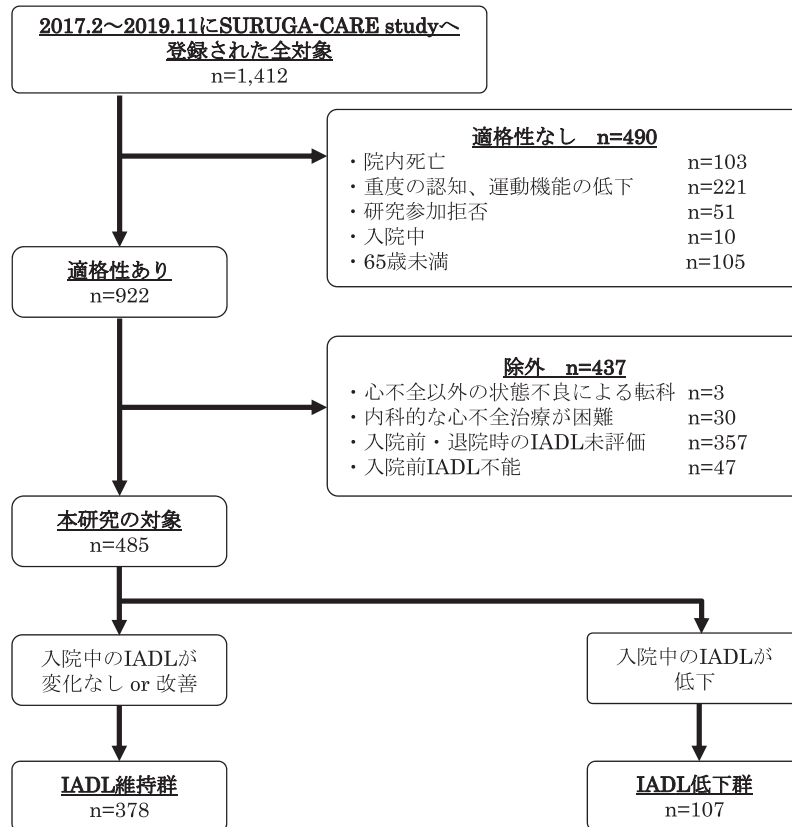 2017.2～2019.11にSURUGA-CARE studyへ
登録された全対象
n=1,412
適格性なし　n=490
・院内死亡 n=103
・重度の認知、運動機能の低下 n=221
・研究参加拒否 n=51
・入院中 n=10
・65歳未満 n=105
適格性あり
n=922
除外　n=437
・心不全以外の状態不良による転科 n=3
・内科的な心不全治療が困難 n=30
・入院前・退院時のIADL未評価 n=357
・入院前IADL不能 n=47
本研究の対象
n=485
入院中のIADLが
変化なし or 改善
入院中のIADLが
低下
IADL維持群
n=378
IADL低下群
n=107